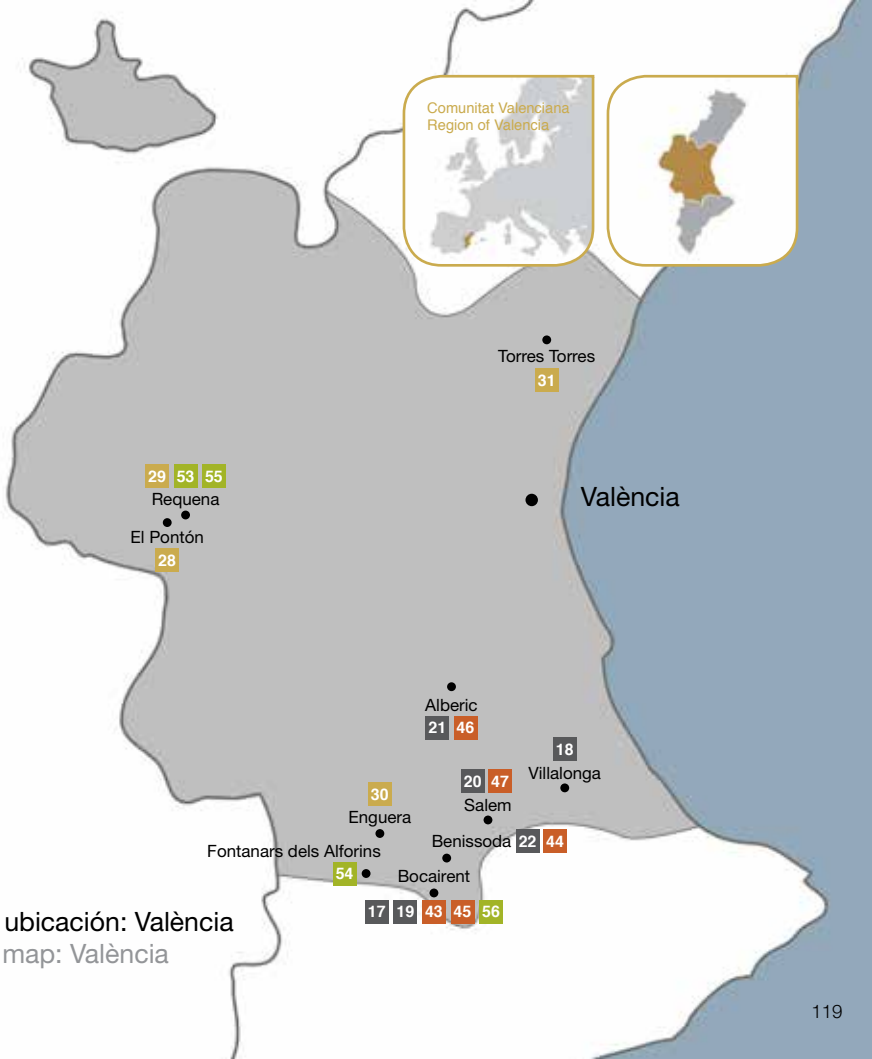 Comunitat Valenciana
Region of Valencia
Torres Torres
31
29 53 55
Requena
El Pontón
28
València
Alberic
21 46
18
Villalonga
20 47
Salem
30
Enguera
Benissoda 22 44
Fontanars dels Alforins
54
Bocairent
17 19 43 45 56
ubicación: València
map: València
119